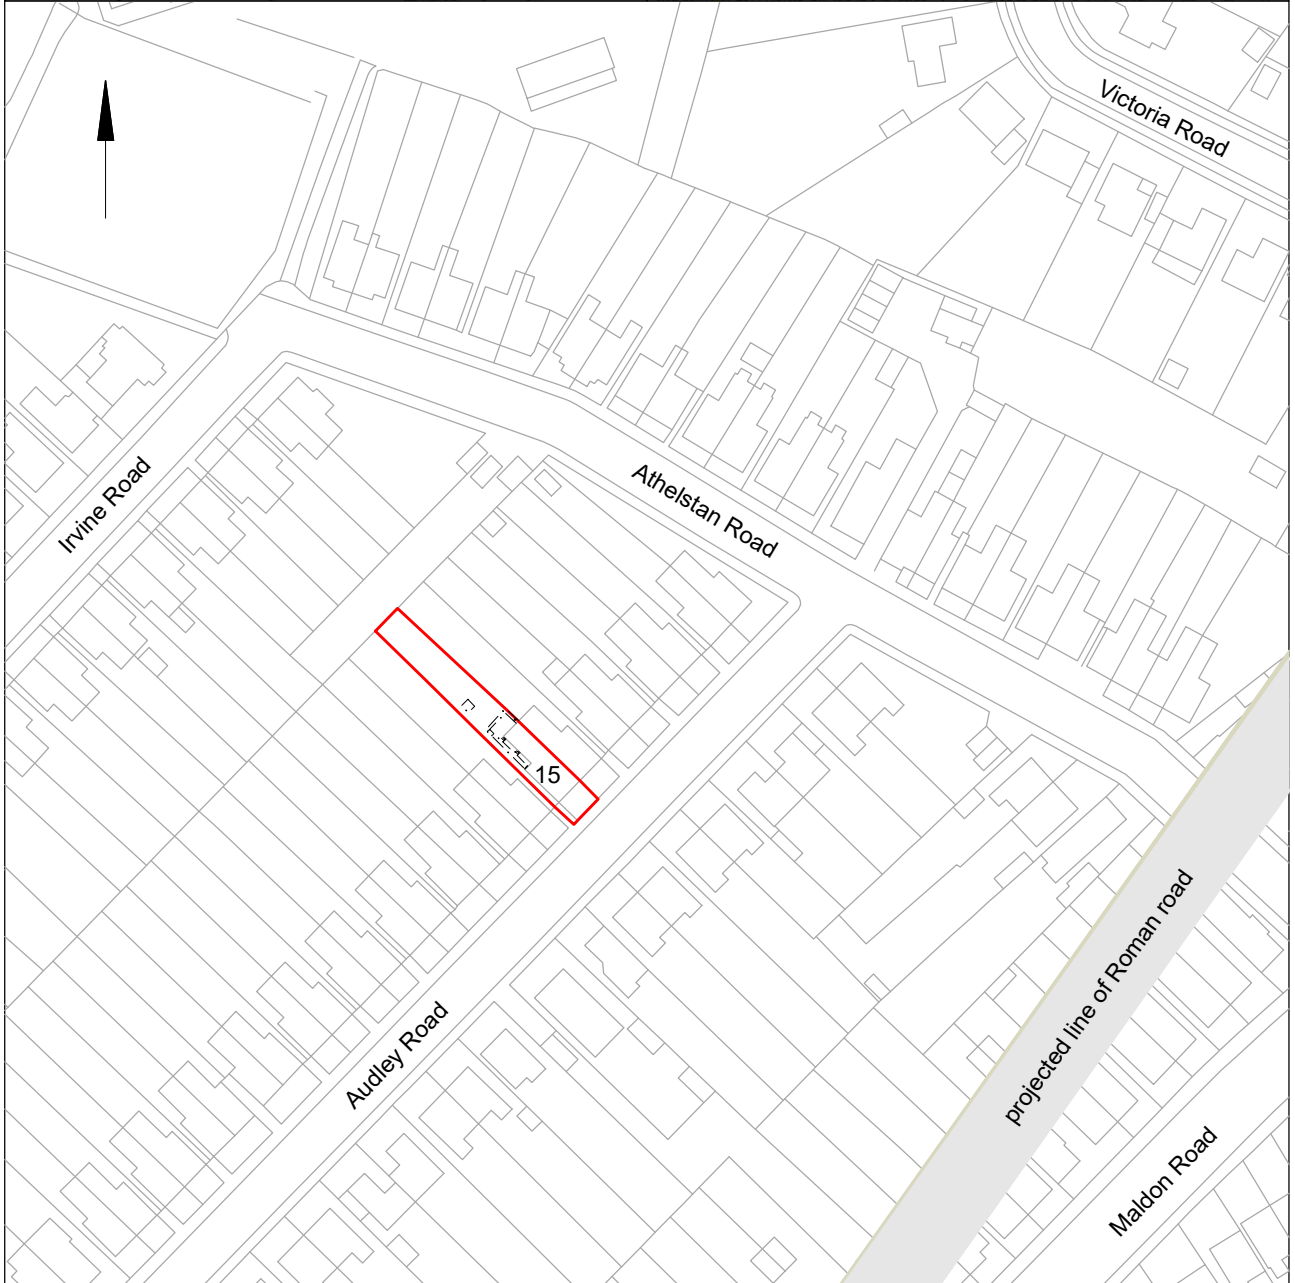 Victoria Road
Irvine Road
Athelstan Road
15
projected line of Roman road
Audley Road
Maldon Road